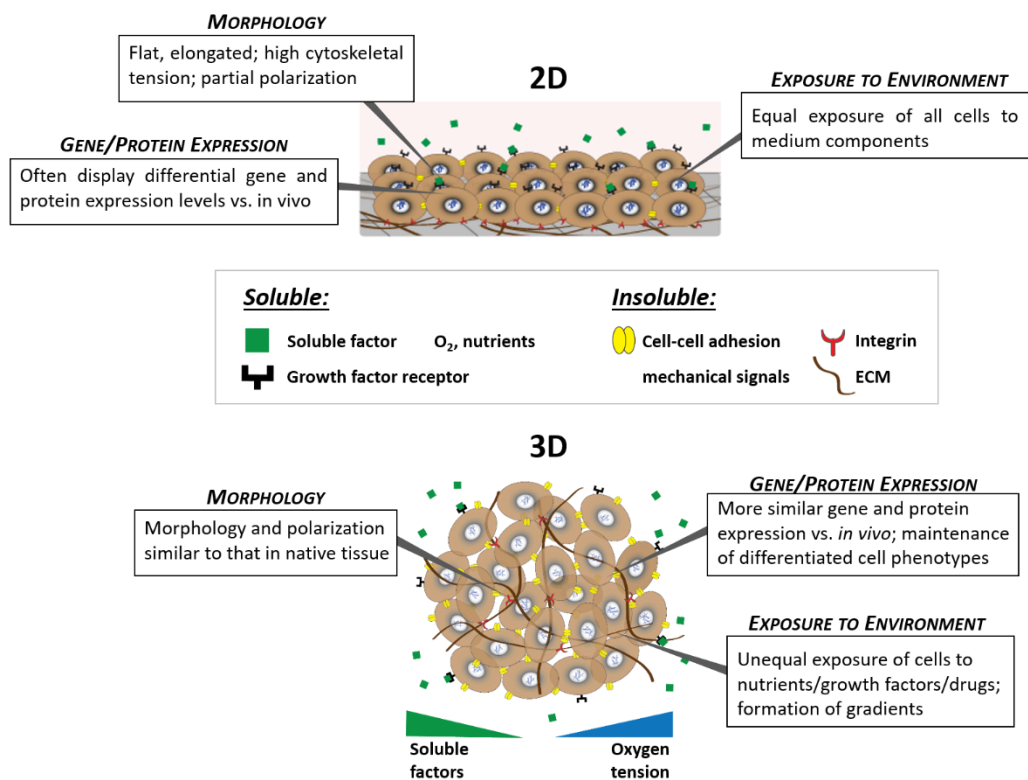 MORPHOLOGY
Flat, elongated; high cytoskeletal
tension; partial polarization
2D
EXPOSURE TO ENVIRONMENT
Equal exposure of all cells to
medium components
GENE/PROTEIN EXPRESSION
Often display differential gene and
protein expression levels vs. in vivo
Soluble:
Soluble factor
O₂, nutrients
Growth factor receptor
Insoluble:
Cell-cell adhesion
Integrin
mechanical signals
ECM
3D
MORPHOLOGY
Morphology and polarization
similar to that in native tissue
GENE/PROTEIN EXPRESSION
More similar gene and protein
expression vs. in vivo; maintenance
of differentiated cell phenotypes
EXPOSURE TO ENVIRONMENT
Unequal exposure of cells to
nutrients/growth factors/drugs;
formation of gradients
Soluble
factors
Oxygen
tension